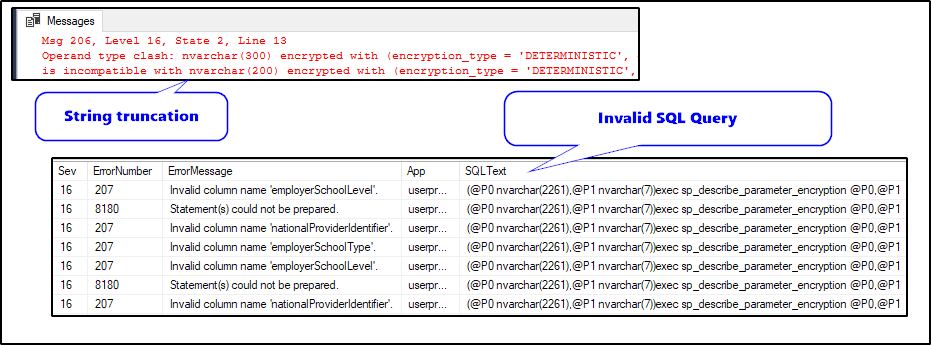 Messages
Msg 206, Level 16, State 2, Line 13
Operand type clash: nvarchar(300) encrypted with (encryption_type = 'DETERMINISTIC',
is incompatible with nvarchar(200) encrypted with (encryption_type = 'DETERMINISTIC',
String truncation
Invalid SQL Query
Sev ErrorNumber ErrorMessage App SQLText
16 207 Invalid column name 'employerSchoolLevel'. userpr... (@P0 nvarchar(2261),@P1 nvarchar(7))exec sp_describe_parameter_encryption @P0,@P1
16 8180 Statement(s) could not be prepared. userpr... (@P0 nvarchar(2261),@P1 nvarchar(7))exec sp_describe_parameter_encryption @P0,@P1
16 207 Invalid column name 'nationalProviderIdentifier'. userpr... (@P0 nvarchar(2261),@P1 nvarchar(7))exec sp_describe_parameter_encryption @P0,@P1
16 207 Invalid column name 'employerSchoolType'. userpr... (@P0 nvarchar(2261),@P1 nvarchar(7))exec sp_describe_parameter_encryption @P0,@P1
16 207 Invalid column name 'employerSchoolLevel'. userpr... (@P0 nvarchar(2261),@P1 nvarchar(7))exec sp_describe_parameter_encryption @P0,@P1
16 8180 Statement(s) could not be prepared. userpr... (@P0 nvarchar(2261),@P1 nvarchar(7))exec sp_describe_parameter_encryption @P0,@P1
16 207 Invalid column name 'nationalProviderIdentifier'. userpr... (@P0 nvarchar(2261),@P1 nvarchar(7))exec sp_describe_parameter_encryption @P0,@P1